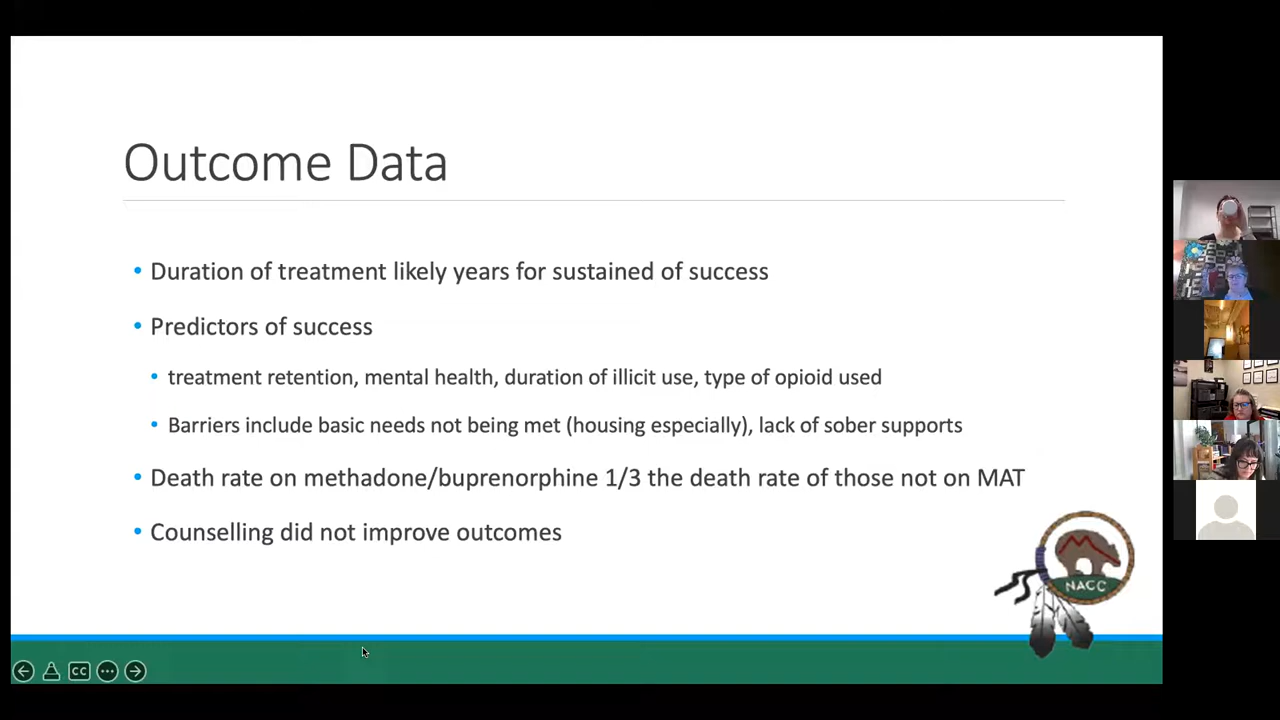 Outcome Data
• Duration of treatment likely years for sustained of success
• Predictors of success
• treatment retention, mental health, duration of illicit use, type of opioid used
• Barriers include basic needs not being met (housing especially), lack of sober supports
• Death rate on methadone/buprenorphine 1/3 the death rate of those not on MAT
• Counselling did not improve outcomes
NACC
CC